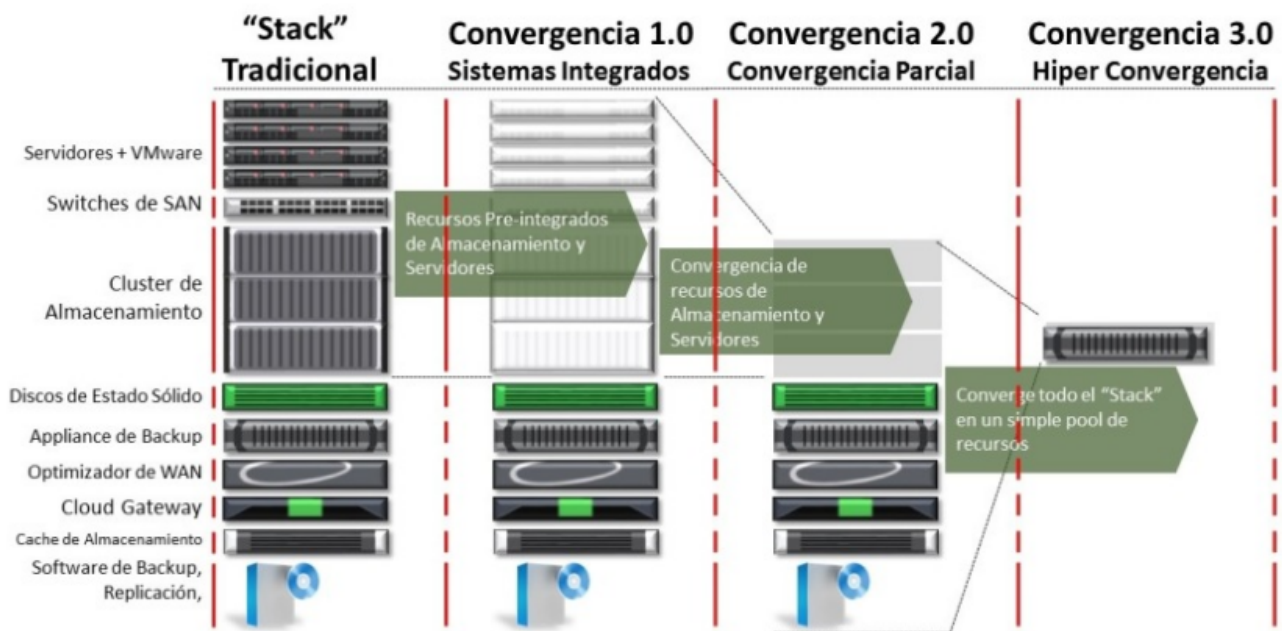 “Stack”
Tradicional
Convergencia 1.0
Sistemas Integrados
Convergencia 2.0
Convergencia Parcial
Convergencia 3.0
Hiper Convergencia
Servidores + VMware
Switches de SAN
Cluster de
Almacenamiento
Discos de Estado Sólido
Appliance de Backup
Optimizador de WAN
Cloud Gateway
Cache de Almacenamiento
Software de Backup,
Replicación,
Recursos Pre-integrados
de Almacenamiento y
Servidores
Convergencia de
recursos de
Almacenamiento y
Servidores
Converge todo el “Stack”
en un simple pool de
recursos